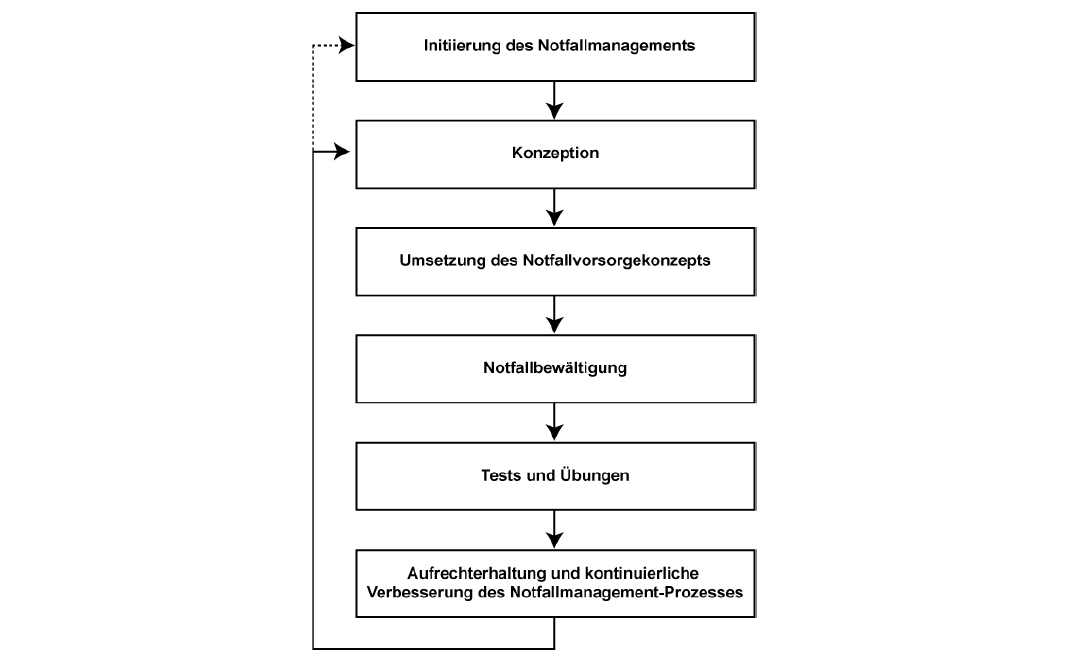 Initiierung des Notfallmanagements
Konzeption
Umsetzung des Notfallvorsorgekonzepts
Notfallbewältigung
Tests und Übungen
Aufrechterhaltung und kontinuierliche
Verbesserung des Notfallmanagement-Prozesses